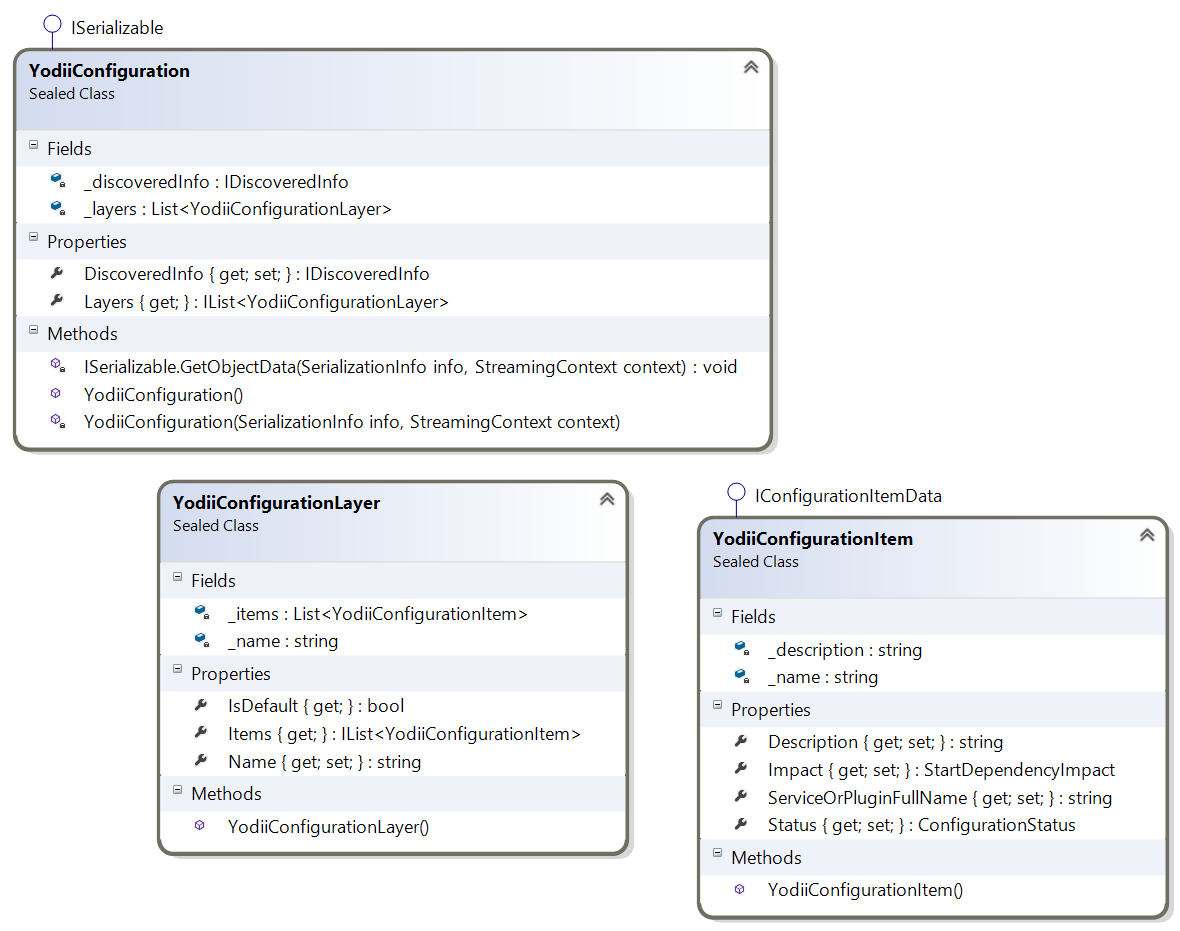 ISerializable
YodiiConfiguration
Sealed Class
Fields
_discoveredInfo : IDiscoveredInfo
_layers : List<YodiiConfigurationLayer>
Properties
DiscoveredInfo { get; set; } : IDiscoveredInfo
Layers { get; } : IList<YodiiConfigurationLayer>
Methods
ISerializable.GetObjectData(SerializationInfo info, StreamingContext context) : void
YodiiConfiguration()
YodiiConfiguration(SerializationInfo info, StreamingContext context)
YodiiConfigurationLayer
Sealed Class
Fields
_items : List<YodiiConfigurationItem>
_name : string
Properties
IsDefault { get; } : bool
Items { get; } : IList<YodiiConfigurationItem>
Name { get; set; } : string
Methods
YodiiConfigurationLayer()
IConfigurationItemData
YodiiConfigurationItem
Sealed Class
Fields
_description : string
_name : string
Properties
Description { get; set; } : string
Impact { get; set; } : StartDependencyImpact
ServiceOrPluginFullName { get; set; } : string
Status { get; set; } : ConfigurationStatus
Methods
YodiiConfigurationItem()